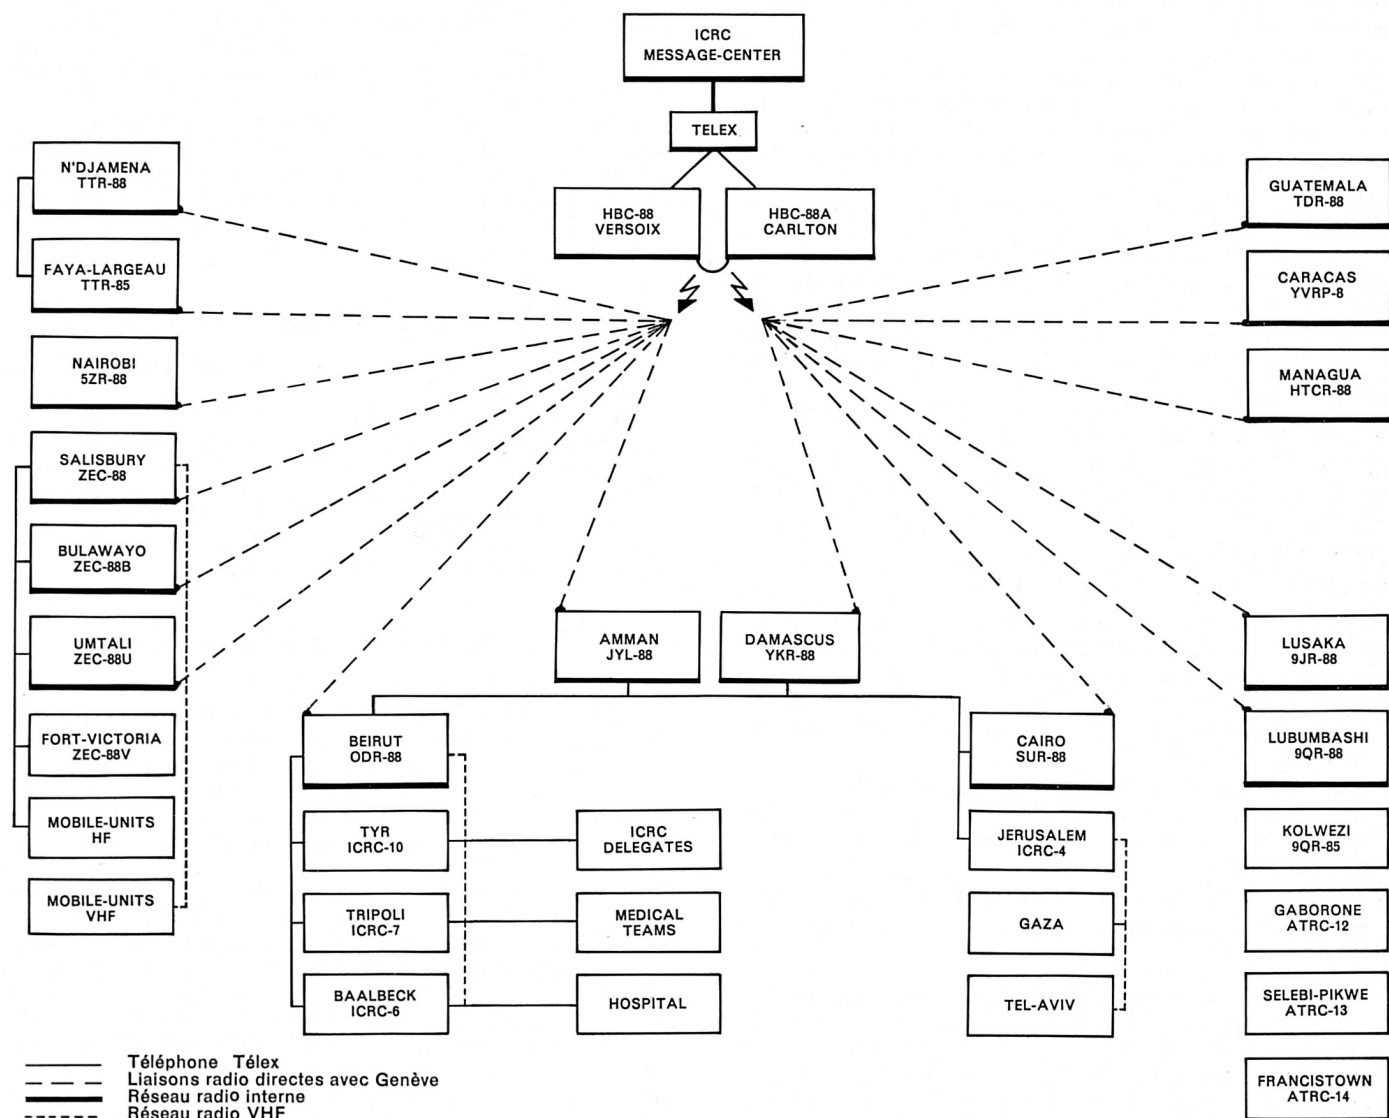 ICRC
MESSAGE-CENTER
TELEX
HBC-88
VERSOIX
HBC-88A
CARLTON
N'DJAMENA
TTR-88
FAYA-LARGEAU
TTR-85
NAIROBI
5ZR-88
SALISBURY
ZEC-88
BULAWAYO
ZEC-88B
UMTALI
ZEC-88U
FORT-VICTORIA
ZEC-88V
MOBILE-UNITS
HF
MOBILE-UNITS
VHF
AMMAN
JYL-88
DAMASCUS
YKR-88
BEIRUT
ODR-88
TYR
ICRC-10
TRIPOLI
ICRC-7
BAALBECK
ICRC-6
ICRC
DELEGATES
MEDICAL
TEAMS
HOSPITAL
CAIRO
SUR-88
JERUSALEM
ICRC-4
GAZA
TEL-AVIV
GUATEMALA
TDR-88
CARACAS
YVRP-8
MANAGUA
HTCR-88
LUSAKA
9JR-88
LUBUMBASHI
9QR-88
KOLWEZI
9QR-85
GABORONE
ATRC-12
SELEBI-PIKWE
ATRC-13
FRANCISTOWN
ATRC-14
Téléphone Télex
Liaisons radio directes avec Genève
Réseau radio interne
Réseau radio VHF